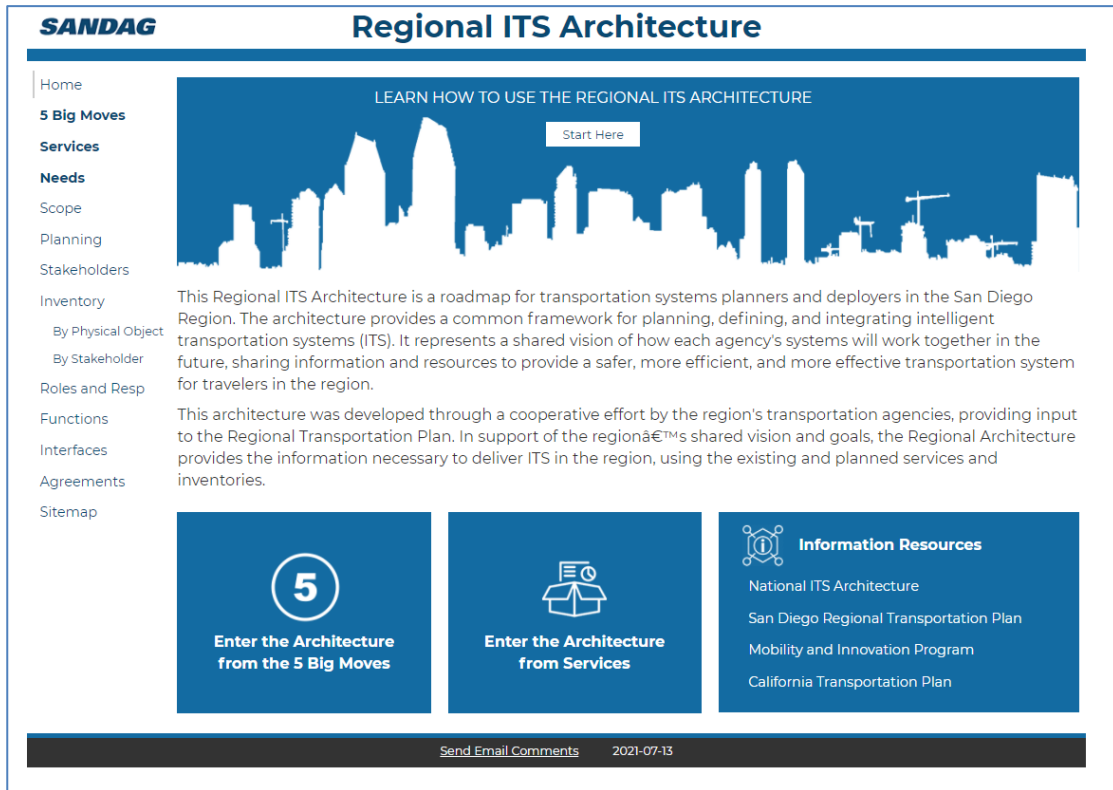 SANDAG
Regional ITS Architecture
Home
5 Big Moves
Services
Needs
Scope
Planning
Stakeholders
Inventory
By Physical Object
By Stakeholder
Roles and Resp
Functions
Interfaces
Agreements
Sitemap
LEARN HOW TO USE THE REGIONAL ITS ARCHITECTURE
Start Here
This Regional ITS Architecture is a roadmap for transportation systems planners and deployers in the San Diego
Region. The architecture provides a common framework for planning, defining, and integrating intelligent
transportation systems (ITS). It represents a shared vision of how each agency's systems will work together in the
future, sharing information and resources to provide a safer, more efficient, and more effective transportation system
for travelers in the region.
This architecture was developed through a cooperative effort by the region's transportation agencies, providing input
to the Regional Transportation Plan. In support of the regionâ€™s shared vision and goals, the Regional Architecture
provides the information necessary to deliver ITS in the region, using the existing and planned services and
inventories.
5
Enter the Architecture
from the 5 Big Moves
Enter the Architecture
from Services
Information Resources
National ITS Architecture
San Diego Regional Transportation Plan
Mobility and Innovation Program
California Transportation Plan
Send Email Comments 2021-07-13